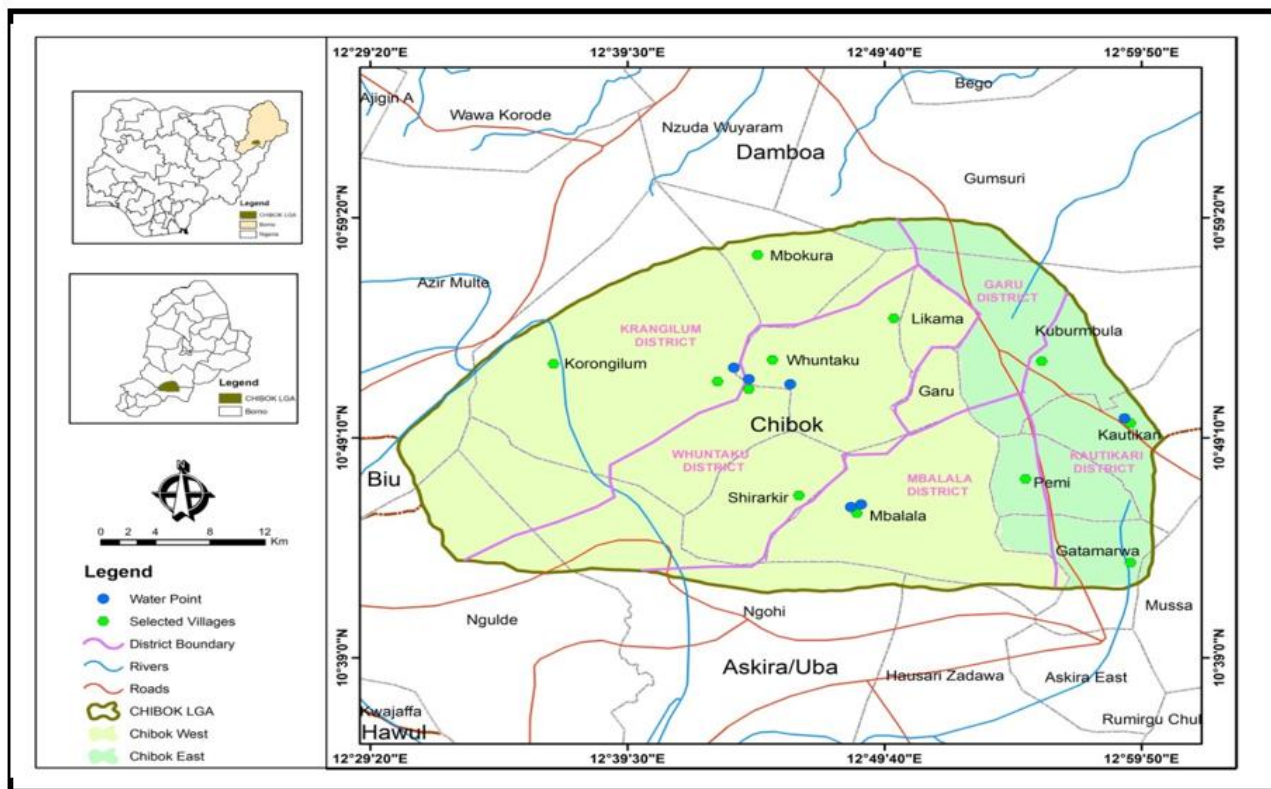 12°29'20"E 12°39'30"E 12°49'40"E 12°59'50"E
Legend
CHIBOK LGA
Borno
Nigeria
Legend
CHIBOK LGA
Borno
0 2 4 8 12
Km
Legend
Water Point
Selected Villages
District Boundary
Rivers
Roads
CHIBOK LGA
Chibok West
Chibok East
10°59'20"N
10°49'10"N
10°39'0"N
Ajigin A
Wawa Korode
Bego
Nzuda Wuyaram
Damboa
Gumsuri
Azir Multe
Mbokura
GARU
DISTRICT
KRANGILUM
DISTRICT
Likama
Kuburmbula
Korongilum
Whuntaku
Garu
Chibok
Kautikari
WHUNTAKU
DISTRICT
KAUTIKARI
DISTRICT
Biu
MBALALA
DISTRICT
Pemi
Shirarkir
Mbalala
Gatamarwa
Mussa
Ngohi
Ngulde
Askira/Uba
Hausari Zadawa
Askira East
Kwajaffa
Hawul
Rumirgu Chul
10°59'20"N
10°49'10"N
10°39'0"N
12°29'20"E 12°39'30"E 12°49'40"E 12°59'50"E